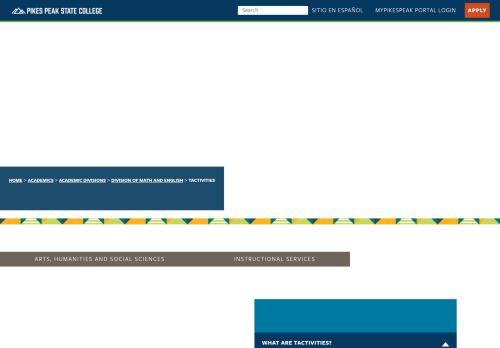 PIKES PEAK STATE COLLEGE
Search
SITIO EN ESPAÑOL
MYPIKESPEAK PORTAL LOGIN
APPLY
HOME > ACADEMICS > ACADEMIC DIVISIONS > DIVISION OF MATH AND ENGLISH > TACTIVITIES
ARTS, HUMANITIES AND SOCIAL SCIENCES
INSTRUCTIONAL SERVICES
WHAT ARE TACTIVITIES?